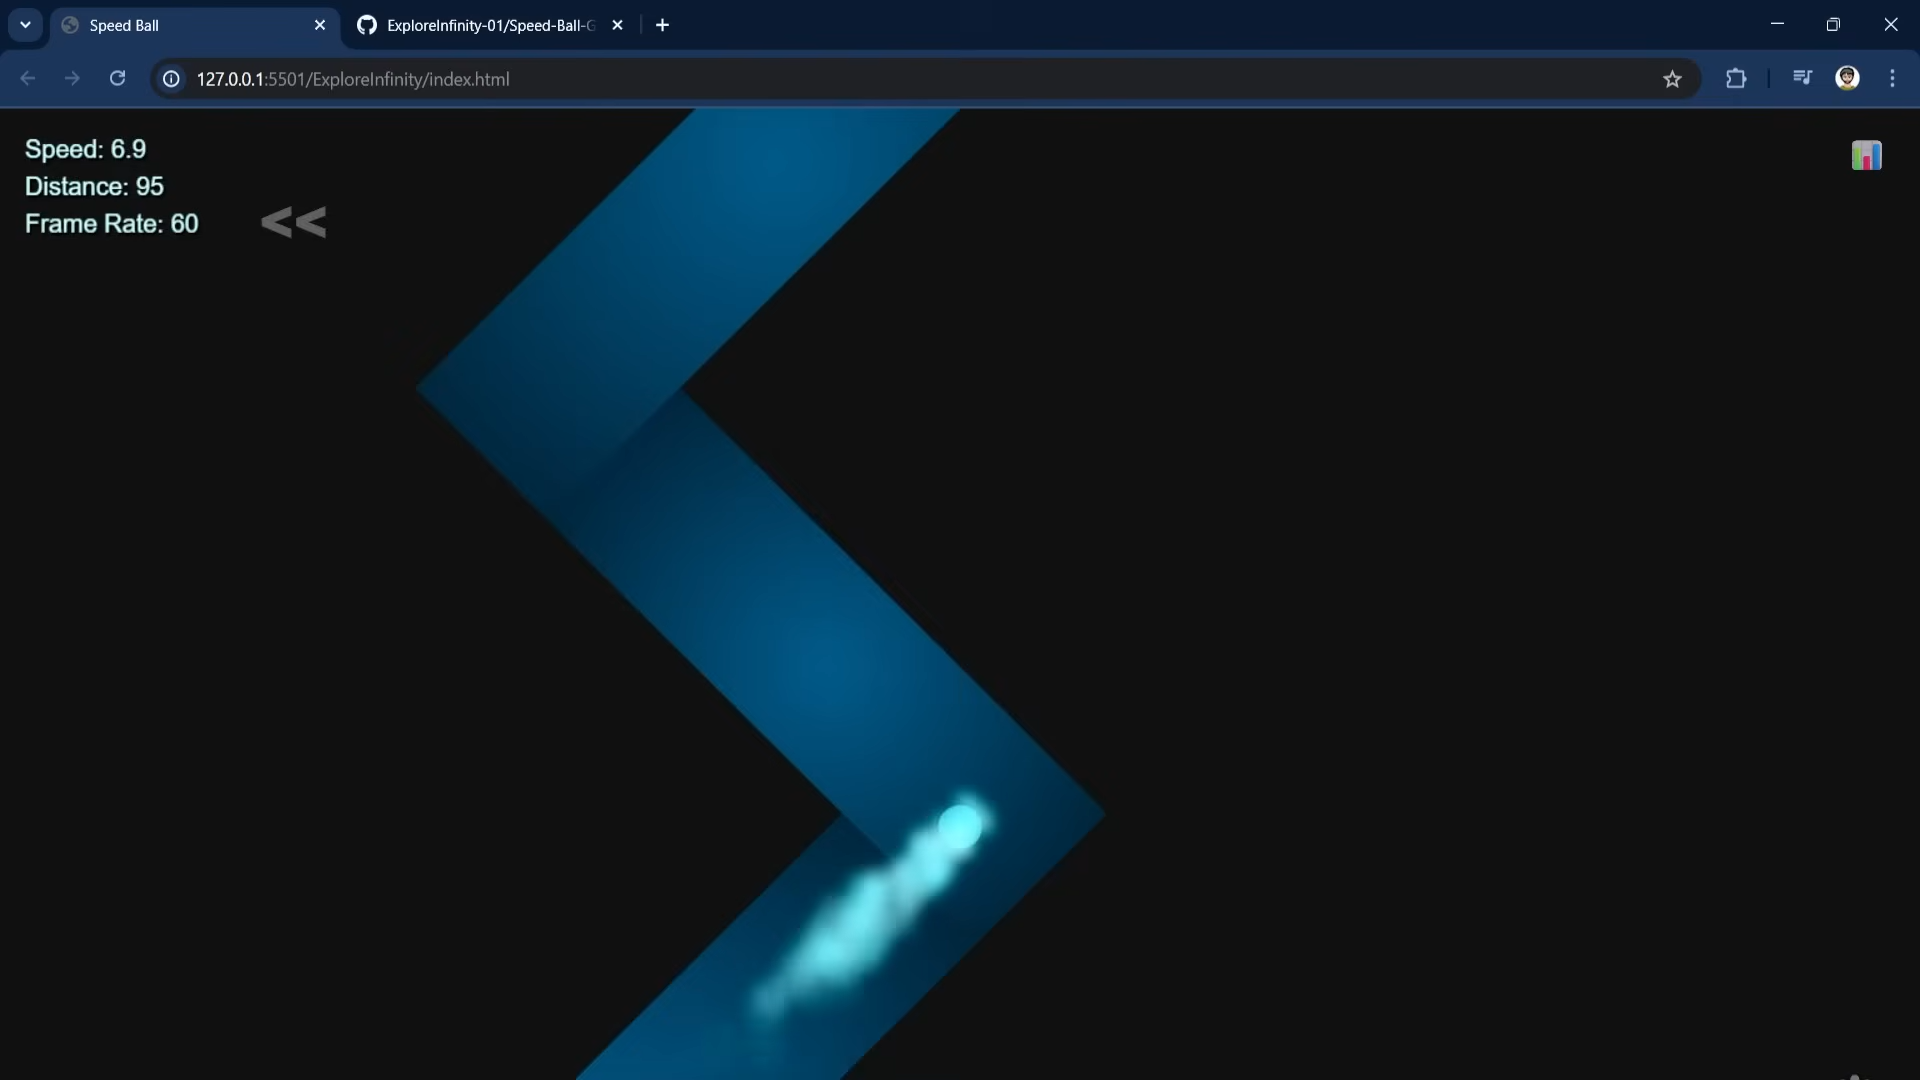 Speed Ball
ExploreInfinity-01/Speed-Ball-G
127.0.0.1:5501/ExploreInfinity/index.html
Speed: 6.9
Distance: 95
Frame Rate: 60
<<